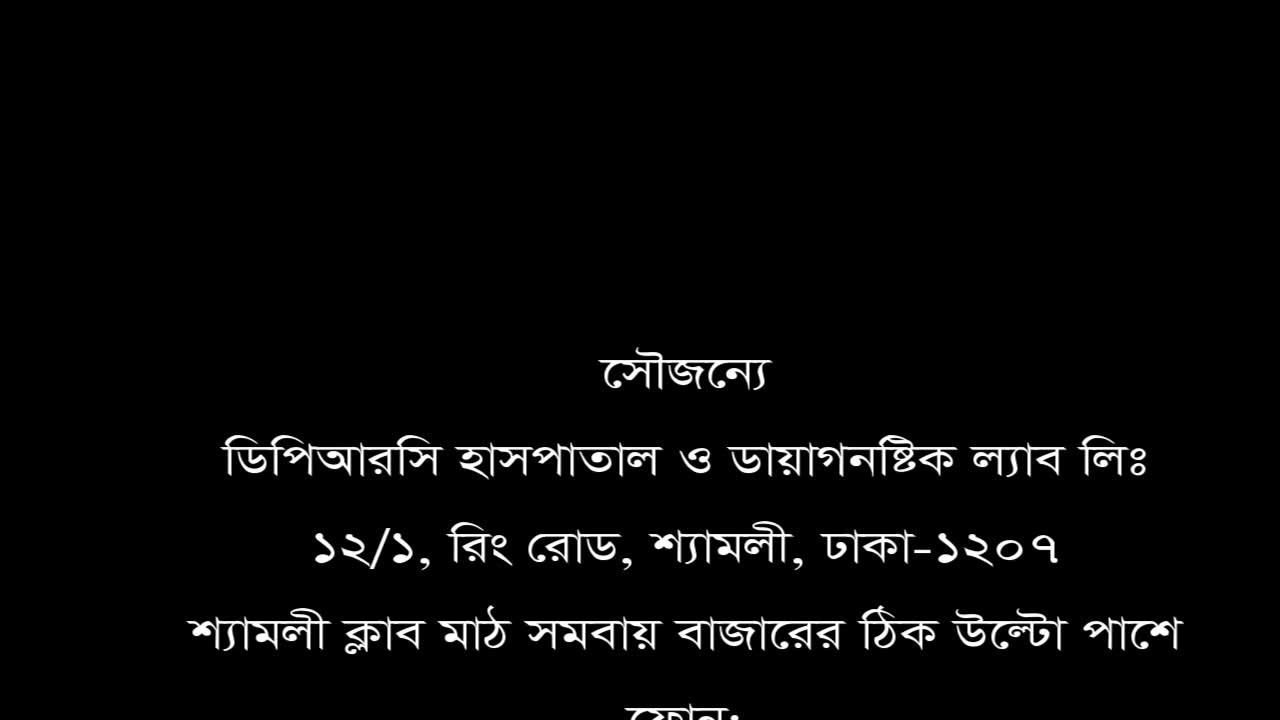 সৌজন্যে
ডিপিআরসি হাসপাতাল ও ডায়াগনষ্টিক ল্যাব লিঃ
১২/১, রিং রোড, শ্যামলী, ঢাকা-১২০৭
শ্যামলী ক্লাব মাঠ সমবায় বাজারের ঠিক উল্টো পাশে
ফোন: